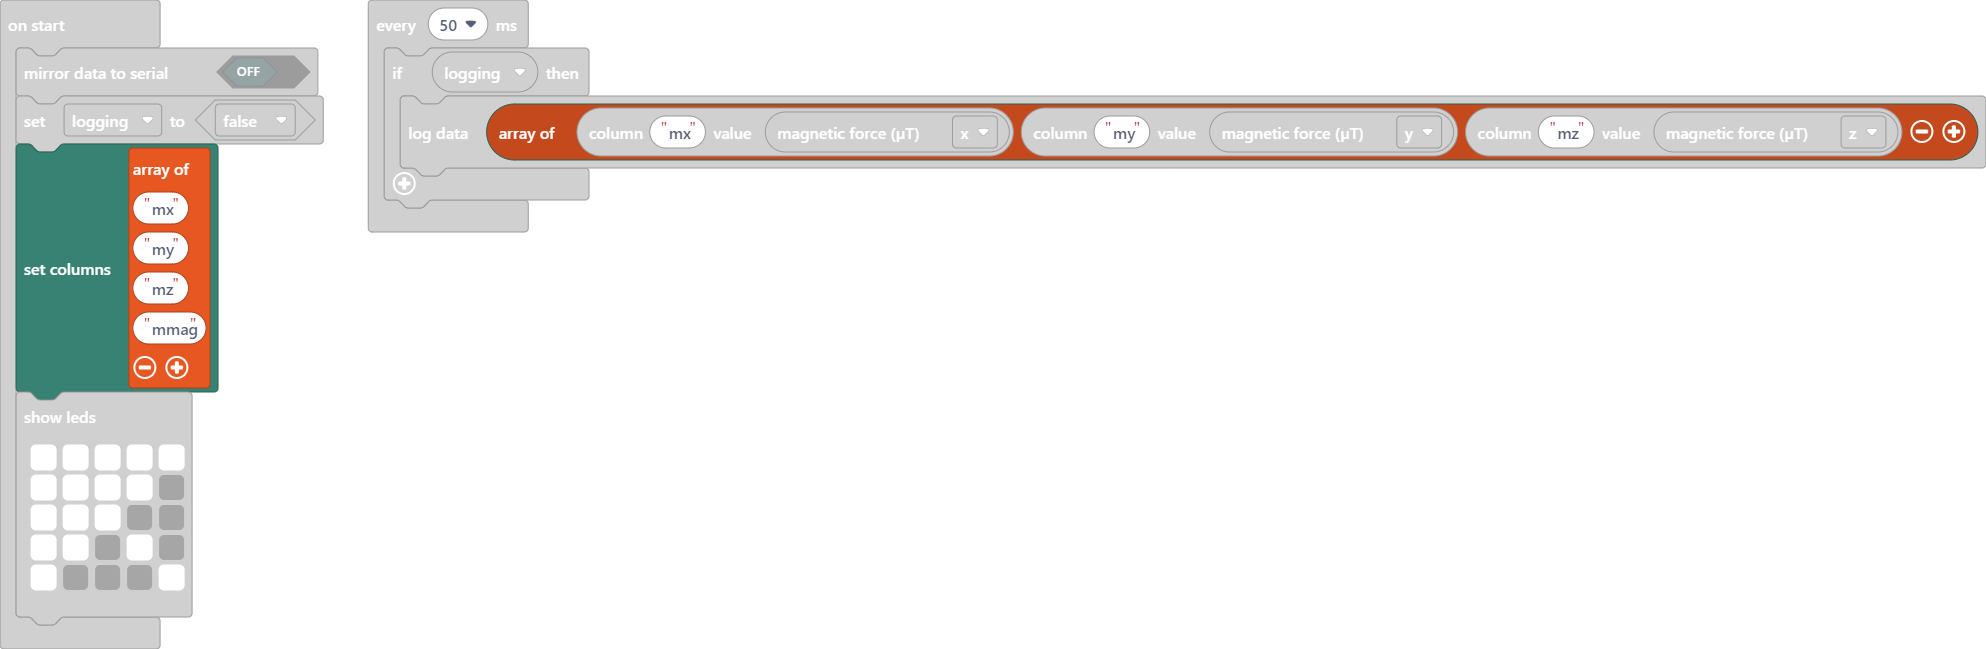 on start
mirror data to serial OFF
set logging to false
set columns
array of
"mx"
"my"
"mz"
"mmag"
show leds
every 50 ms
if logging then
log data array of column "mx" value magnetic force (µT) x column "my" value magnetic force (µT) y column "mz" value magnetic force (µT) z